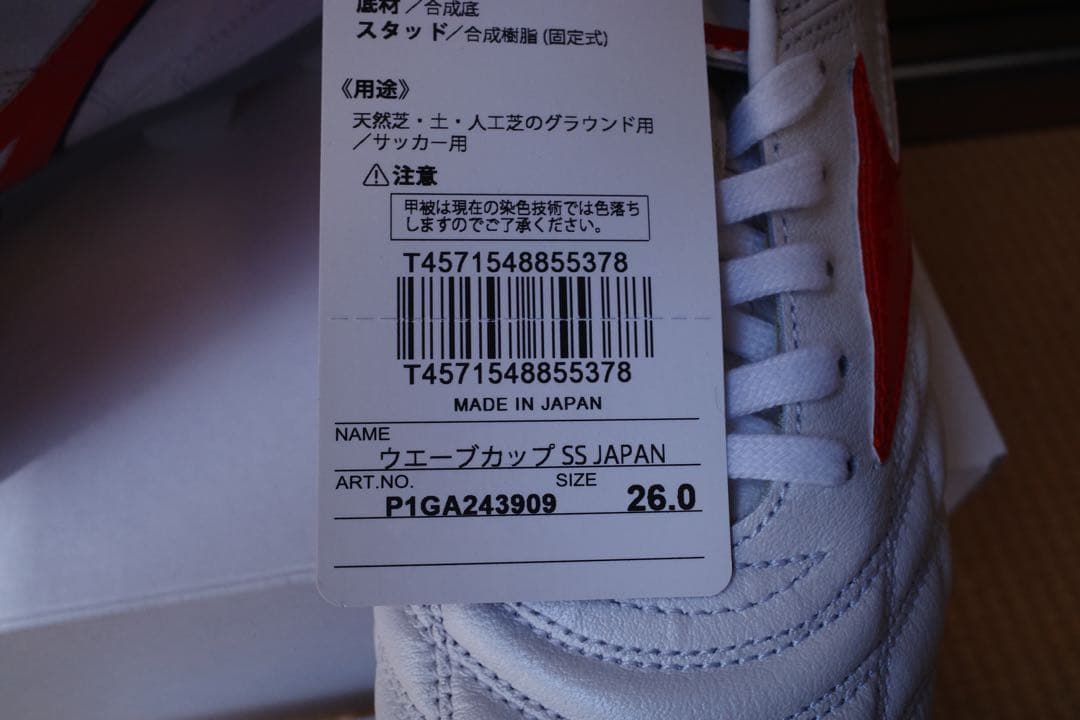 底材／合成底
スタッド／合成樹脂(固定式)
《用途》
天然芝・土・人工芝のグラウンド用
／サッカー用
⚠注意
甲被は現在の染色技術では色落ち
しますのでご了承ください。
T4571548855378
T4571548855378
MADE IN JAPAN
NAME
ウエーブカップ SS JAPAN
ART.NO.
SIZE
P1GA243909
26.0